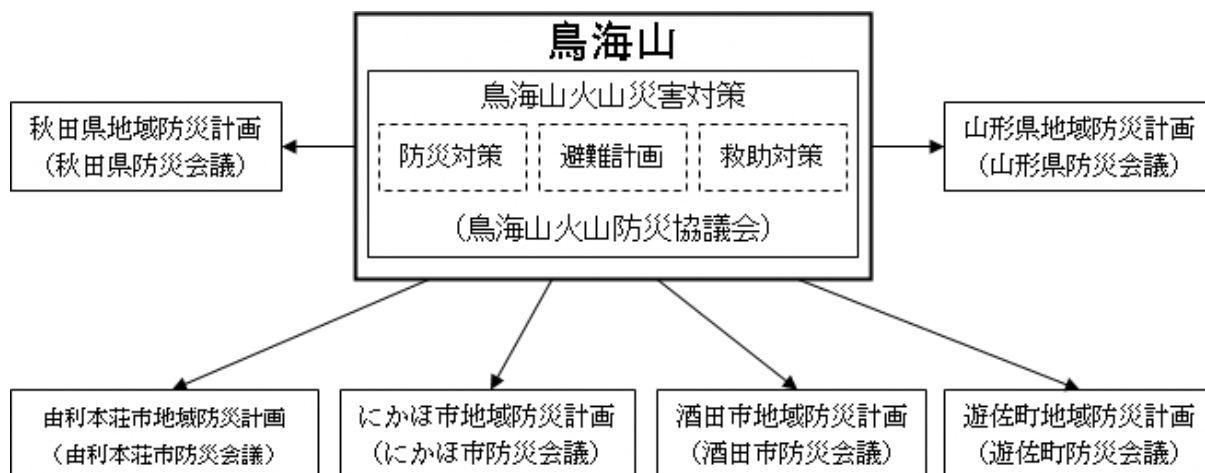 鳥海山
鳥海山火山災害対策
防災対策
避難計画
救助対策
(鳥海山火山防災協議会)
秋田県地域防災計画
(秋田県防災会議)
山形県地域防災計画
(山形県防災会議)
由利本荘市地域防災計画
(由利本荘市防災会議)
にかほ市地域防災計画
(にかほ市防災会議)
酒田市地域防災計画
(酒田市防災会議)
遊佐町地域防災計画
(遊佐町防災会議)